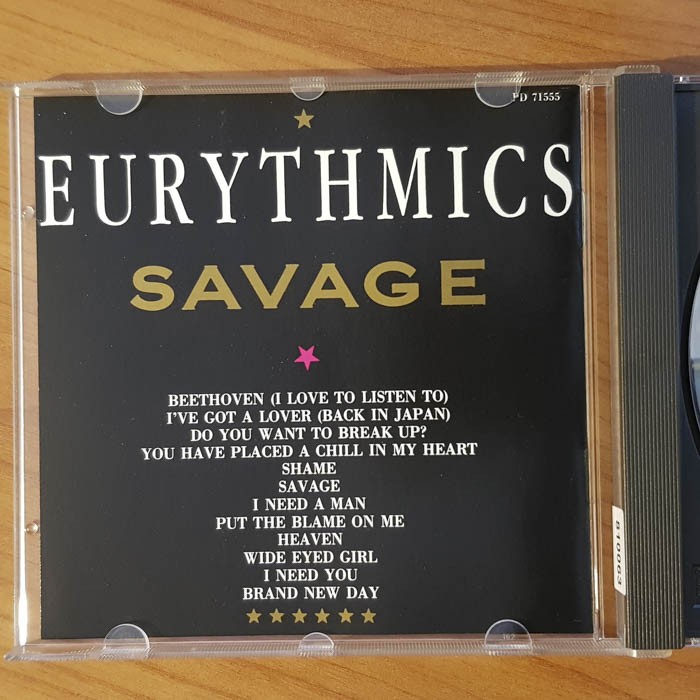 PD 71555
EURYTHMICS
SAVAGE
BEETHOVEN (I LOVE TO LISTEN TO)
I'VE GOT A LOVER (BACK IN JAPAN)
DO YOU WANT TO BREAK UP?
YOU HAVE PLACED A CHILL IN MY HEART
SHAME
SAVAGE
I NEED A MAN
PUT THE BLAME ON ME
HEAVEN
WIDE EYED GIRL
I NEED YOU
BRAND NEW DAY
8400063